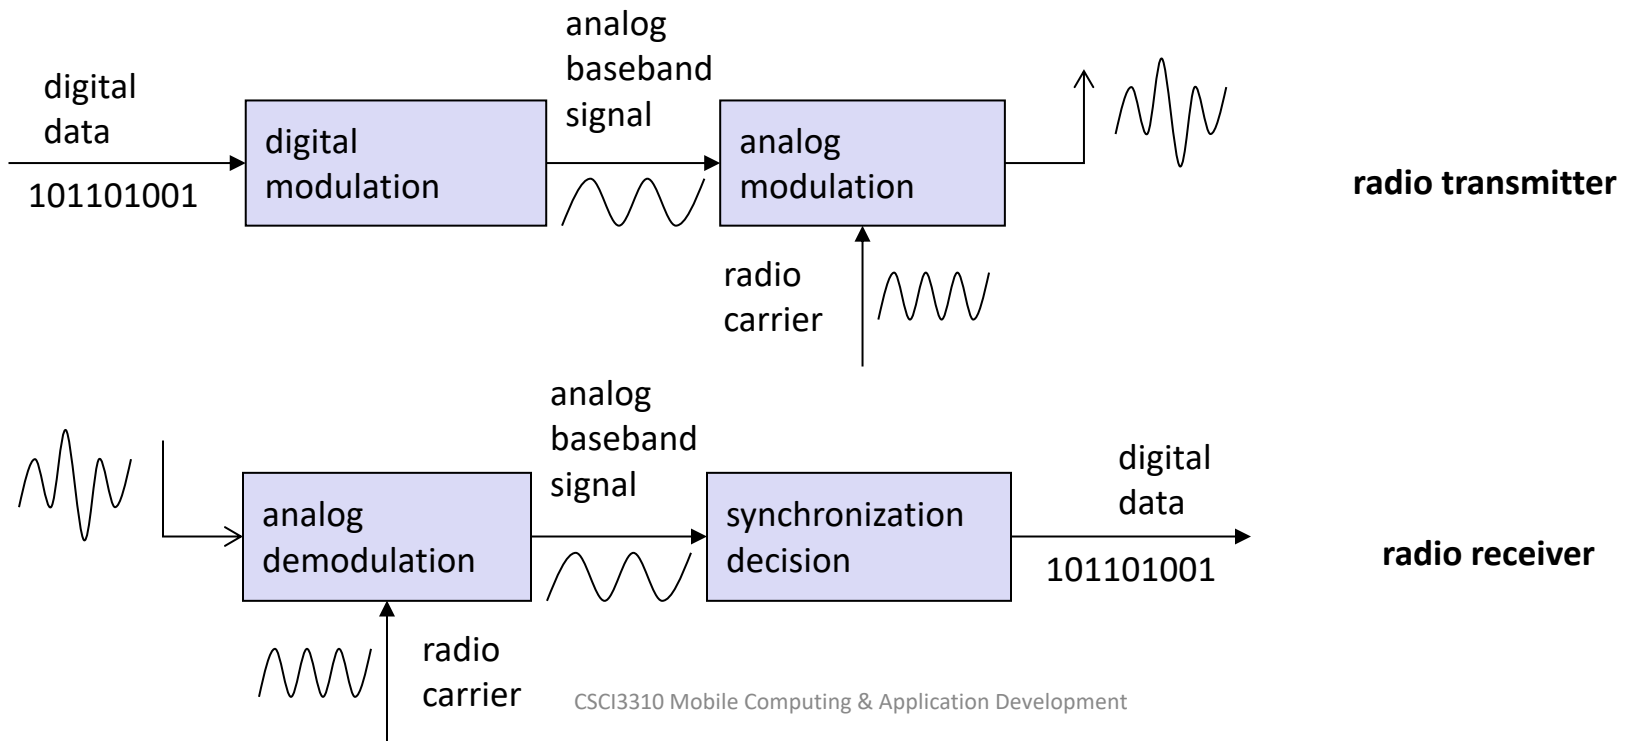 digital
data
101101001
digital
modulation
analog
baseband
signal
analog
modulation
radio
carrier
radio transmitter
analog
demodulation
radio
carrier
analog
baseband
signal
synchronization
decision
digital
data
101101001
radio receiver
CSCI3310 Mobile Computing & Application Development